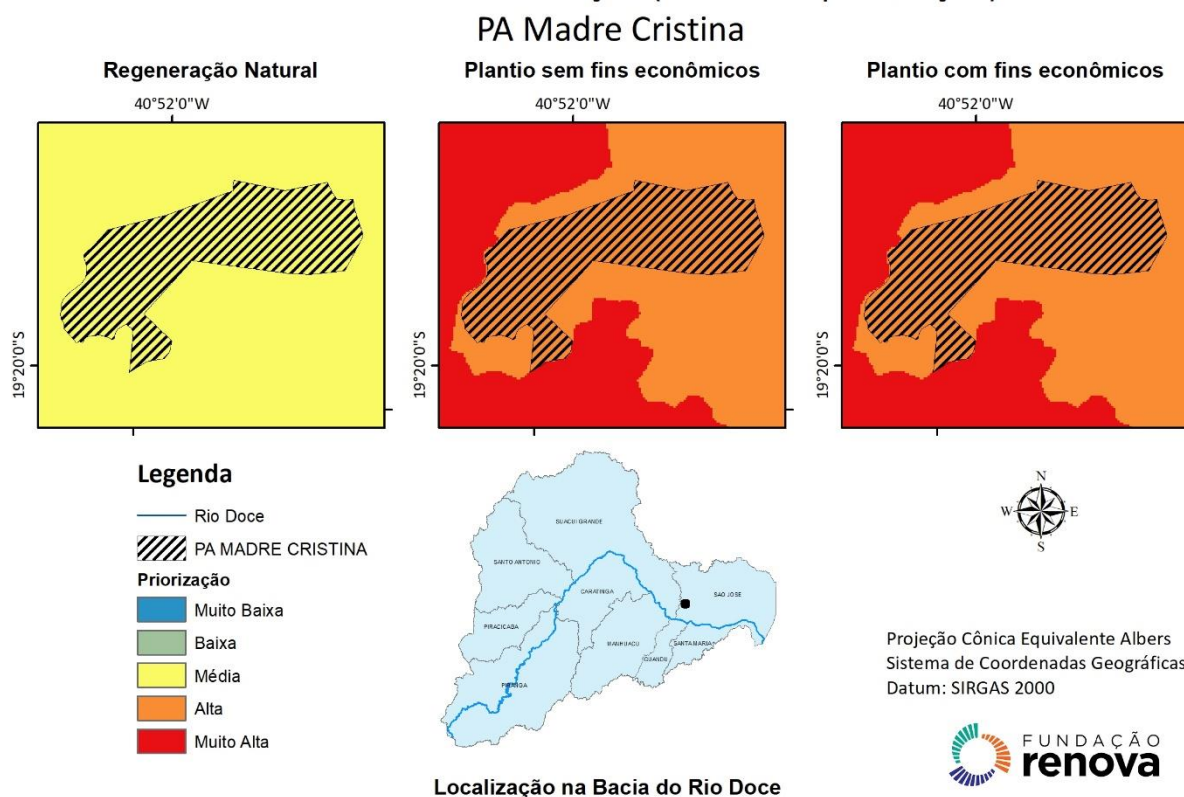 PA Madre Cristina
Regeneração Natural
Plantio sem fins econômicos
Plantio com fins econômicos
40°52'0"W
40°52'0"W
40°52'0"W
19°20'0"S
19°20'0"S
19°20'0"S
Legenda
Rio Doce
PA MADRE CRISTINA
Priorização
Muito Baixa
Baixa
Média
Alta
Muito Alta
SUACUI GRANDE
SANTO ANTONIO
CARATINGA
SAO JOSE
PIRACICABA
MANHUACU
SANTA MARIA
GUANDU
PIRANGA
Localização na Bacia do Rio Doce
N
W
E
S
Projeção Cônica Equivalente Albers
Sistema de Coordenadas Geográficas
Datum: SIRGAS 2000
FUNDAÇÃO
renova